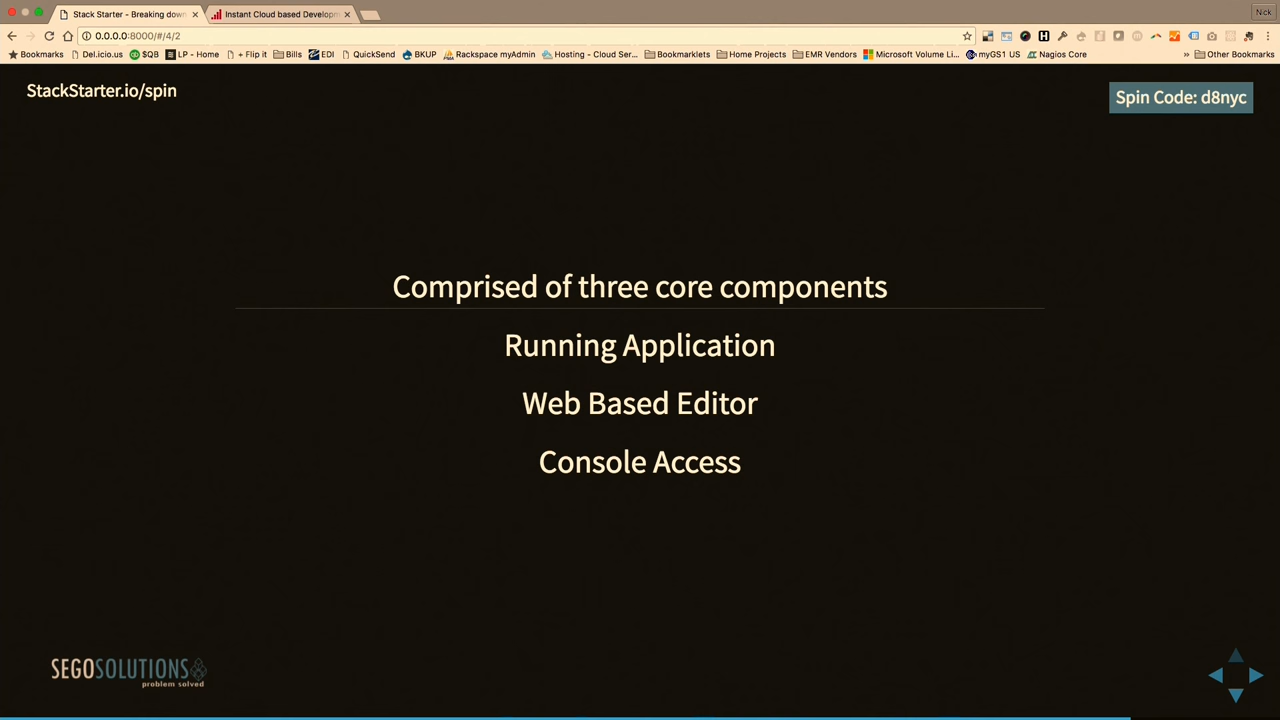 Stack Starter - Breaking down
Instant Cloud based Developm
Nick
0.0.0.0:8000/#/4/2
Bookmarks
Del.icio.us
$QB
LP - Home
+ Flip it
Bills
EDI
QuickSend
BKUP
Rackspace myAdmin
Hosting - Cloud Ser...
Bookmarklets
Home Projects
EMR Vendors
Microsoft Volume Li...
myGS1 US
Nagios Core
Other Bookmarks
StackStarter.io/spin
Spin Code: d8nyc
Comprised of three core components
Running Application
Web Based Editor
Console Access
SEGOSOLUTIONS
problem solved